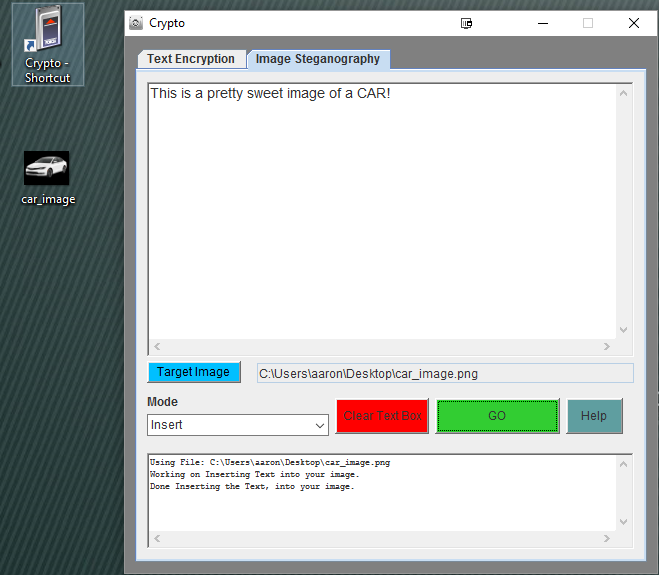 Crypto -
Shortcut
car_image
Crypto
Text Encryption
Image Steganography
This is a pretty sweet image of a CAR!
Target Image
C:\Users\aaron\Desktop\car_image.png
Mode
Insert
Clear Text Box
GO
Help
Using File: C:\Users\aaron\Desktop\car_image.png
Working on Inserting Text into your image.
Done Inserting the Text, into your image.